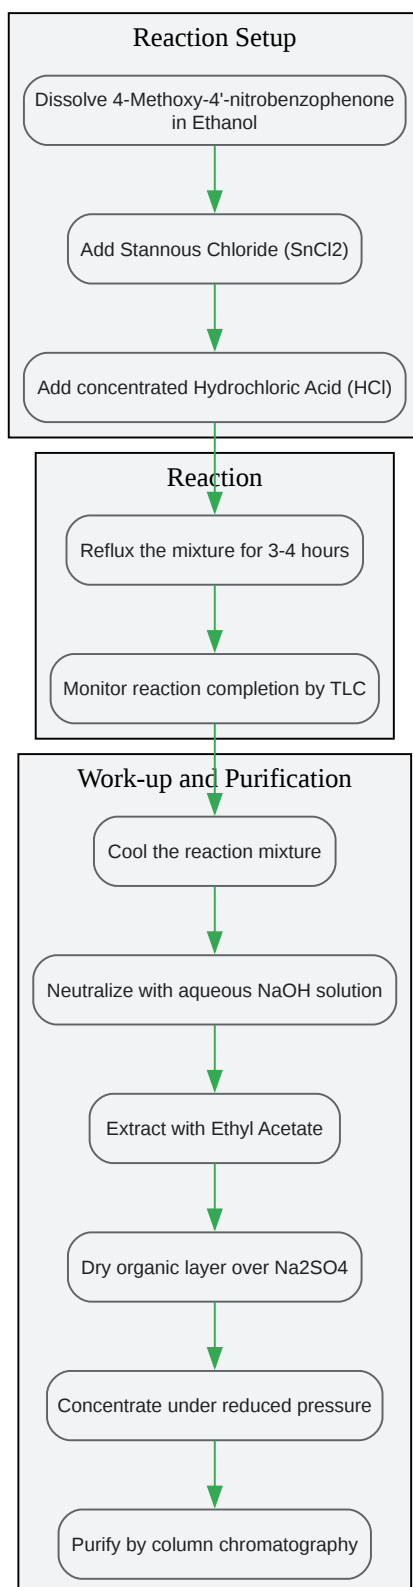 Reaction Setup
Dissolve 4-Methoxy-4'-nitrobenzophenone
in Ethanol
Add Stannous Chloride (SnCl2)
Add concentrated Hydrochloric Acid (HCl)
Reaction
Reflux the mixture for 3-4 hours
Monitor reaction completion by TLC
Work-up and Purification
Cool the reaction mixture
Neutralize with aqueous NaOH solution
Extract with Ethyl Acetate
Dry organic layer over Na2SO4
Concentrate under reduced pressure
Purify by column chromatography